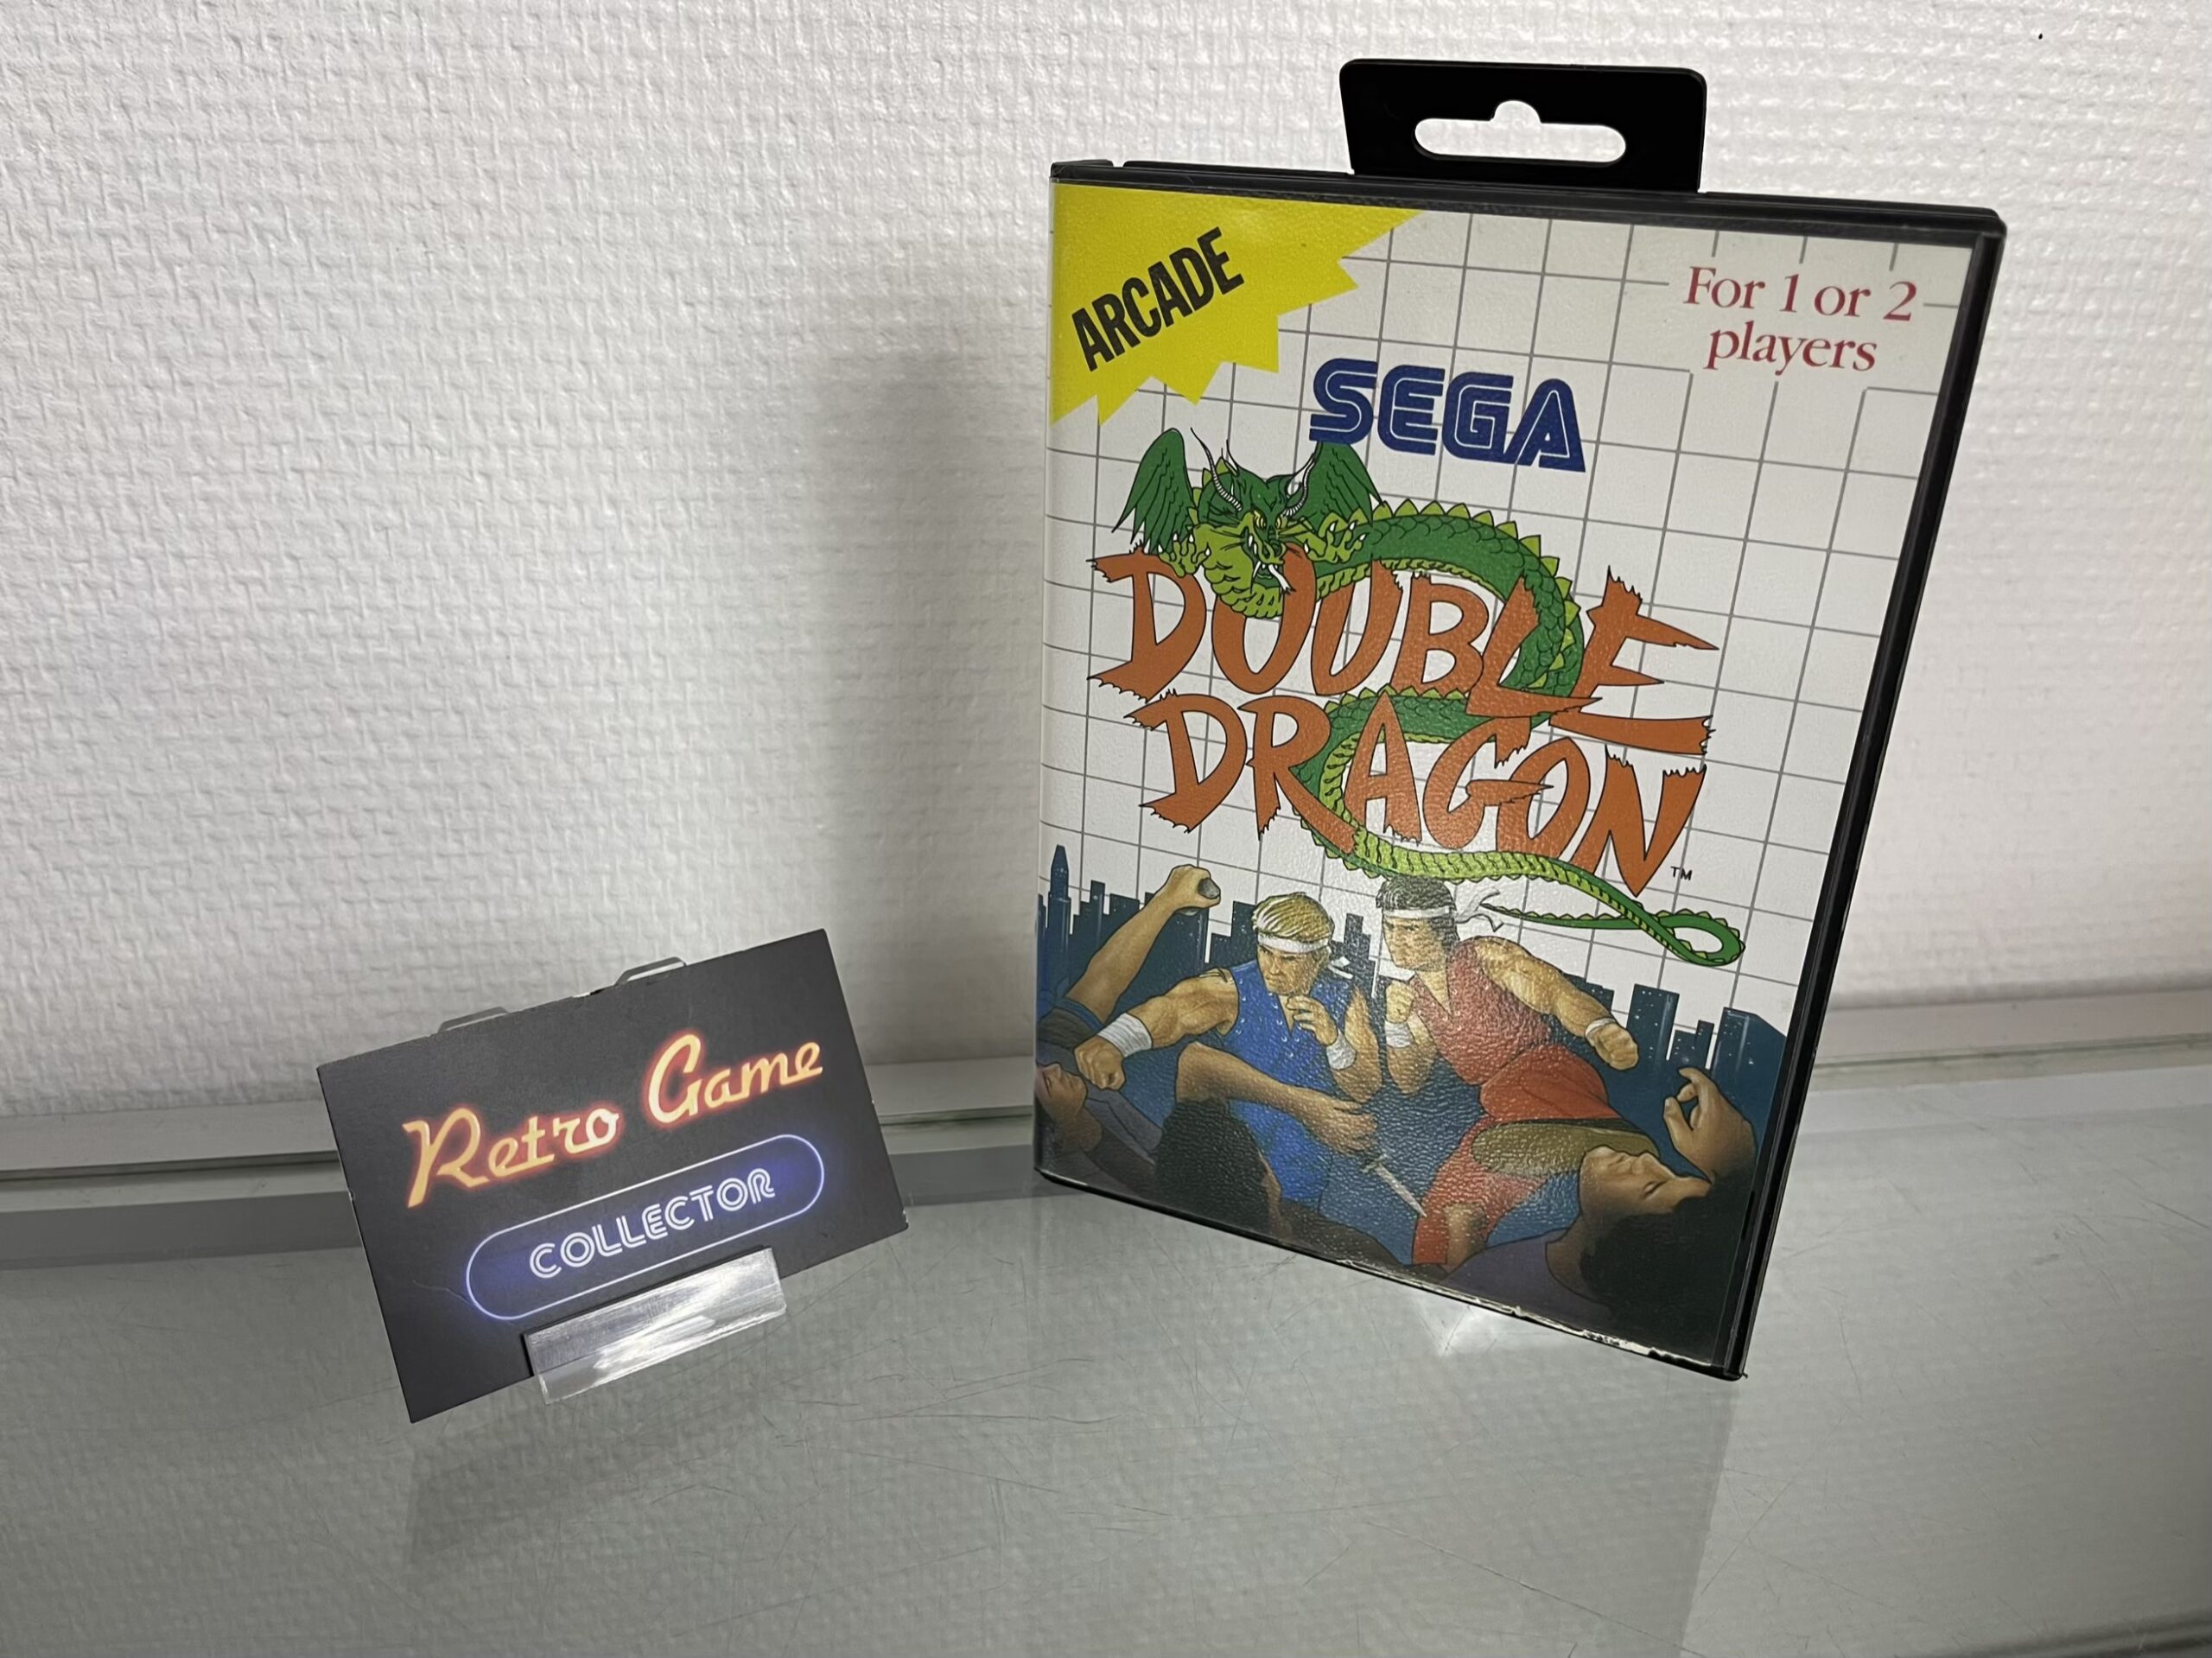 ARCADE
For 1 or 2
players
SEGA
DOUBLE
DRAGON
TM
Retro Game
COLLECTOR